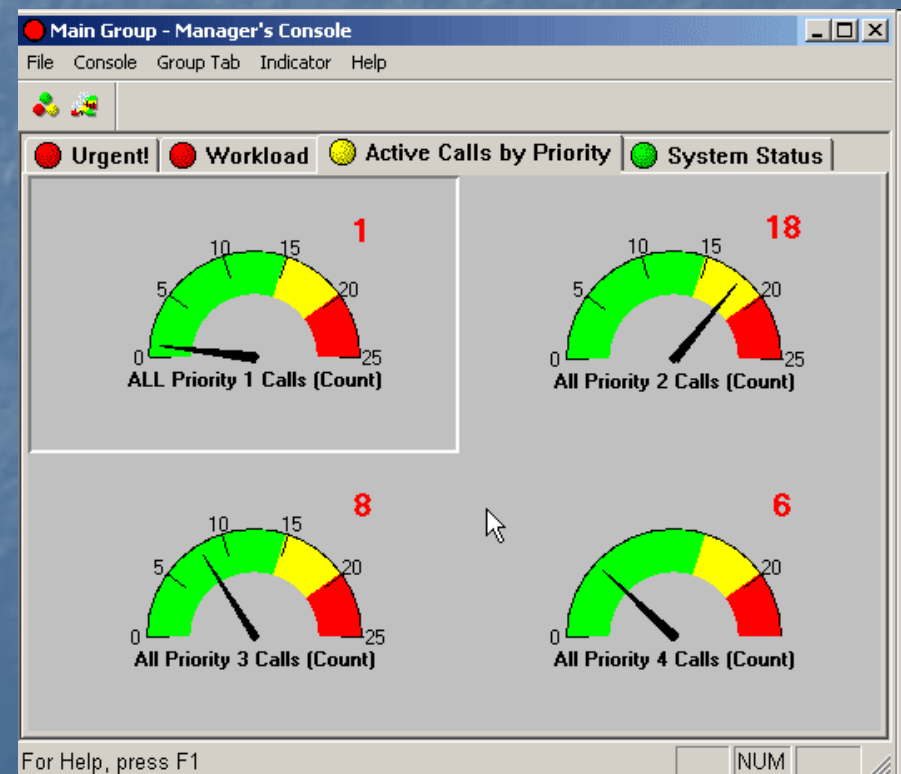 Main Group - Manager's Console
File Console Group Tab Indicator Help
Urgent! Workload Active Calls by Priority System Status
1
0 5 10 15 20 25
ALL Priority 1 Calls (Count)
18
0 5 10 15 20 25
All Priority 2 Calls (Count)
8
0 5 10 15 20 25
All Priority 3 Calls (Count)
6
0 20
All Priority 4 Calls (Count)
For Help, press F1
NUM